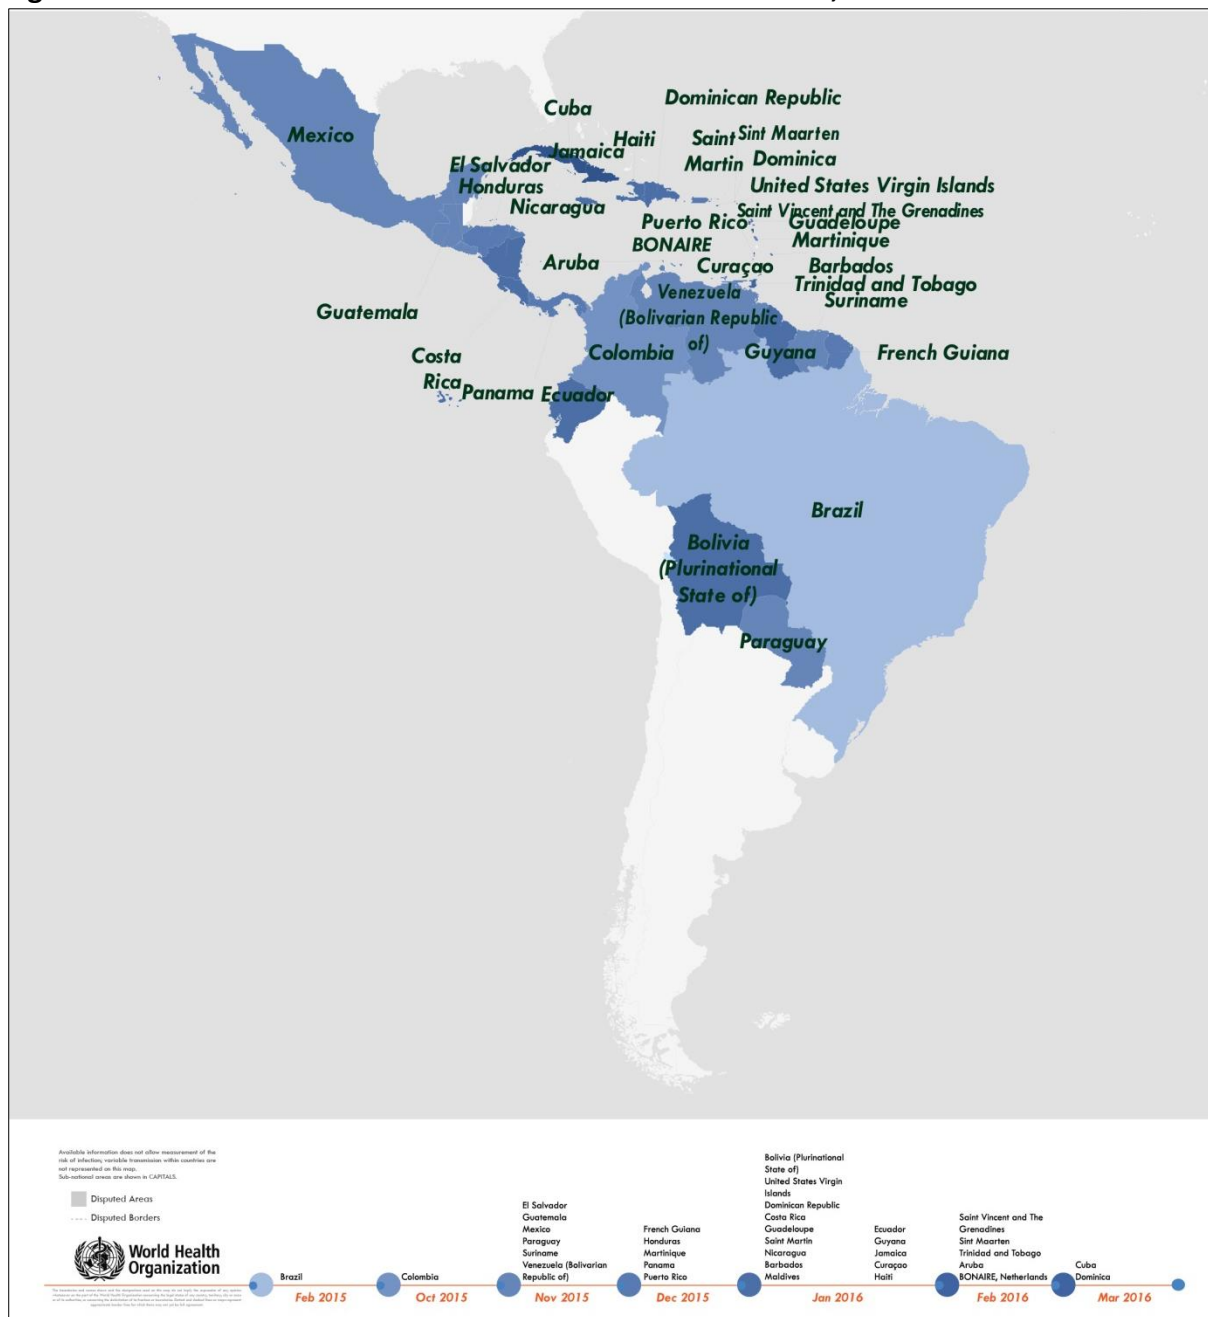 Cuba
Dominican Republic
Mexico
Jamaica
Haiti
Saint
Martin
Sint Maarten
Dominica
El Salvador
Honduras
Nicaragua
United States Virgin Islands
Saint Vincent and The Grenadines
Puerto Rico
Guadeloupe
BONAIRE
Martinique
Aruba
Curaçao
Barbados
Trinidad and Tobago
Suriname
Venezuela
(Bolivarian Republic
of)
Guatemala
Costa
Rica
Panama
Ecuador
Colombia
Guyana
French Guiana
Brazil
Bolivia
(Plurinational
State of)
Paraguay
Available information does not allow measurement of the
risk of infection; variable transmission within countries are
not represented on this map.
Sub-national areas are shown in CAPITALS.
Disputed Areas
Disputed Borders
World Health
Organization
Brazil
Feb 2015
Colombia
Oct 2015
El Salvador
Guatemala
Mexico
Paraguay
Suriname
Venezuela (Bolivarian
Republic of)
Nov 2015
French Guiana
Honduras
Martinique
Panama
Puerto Rico
Dec 2015
Bolivia (Plurinational
State of)
United States Virgin
Islands
Dominican Republic
Costa Rica
Guadeloupe
Saint Martin
Nicaragua
Barbados
Maldives
Ecuador
Guyana
Jamaica
Curaçao
Haiti
Jan 2016
Saint Vincent and The
Grenadines
Sint Maarten
Trinidad and Tobago
Aruba
BONAIRE, Netherlands
Feb 2016
Cuba
Dominica
Mar 2016